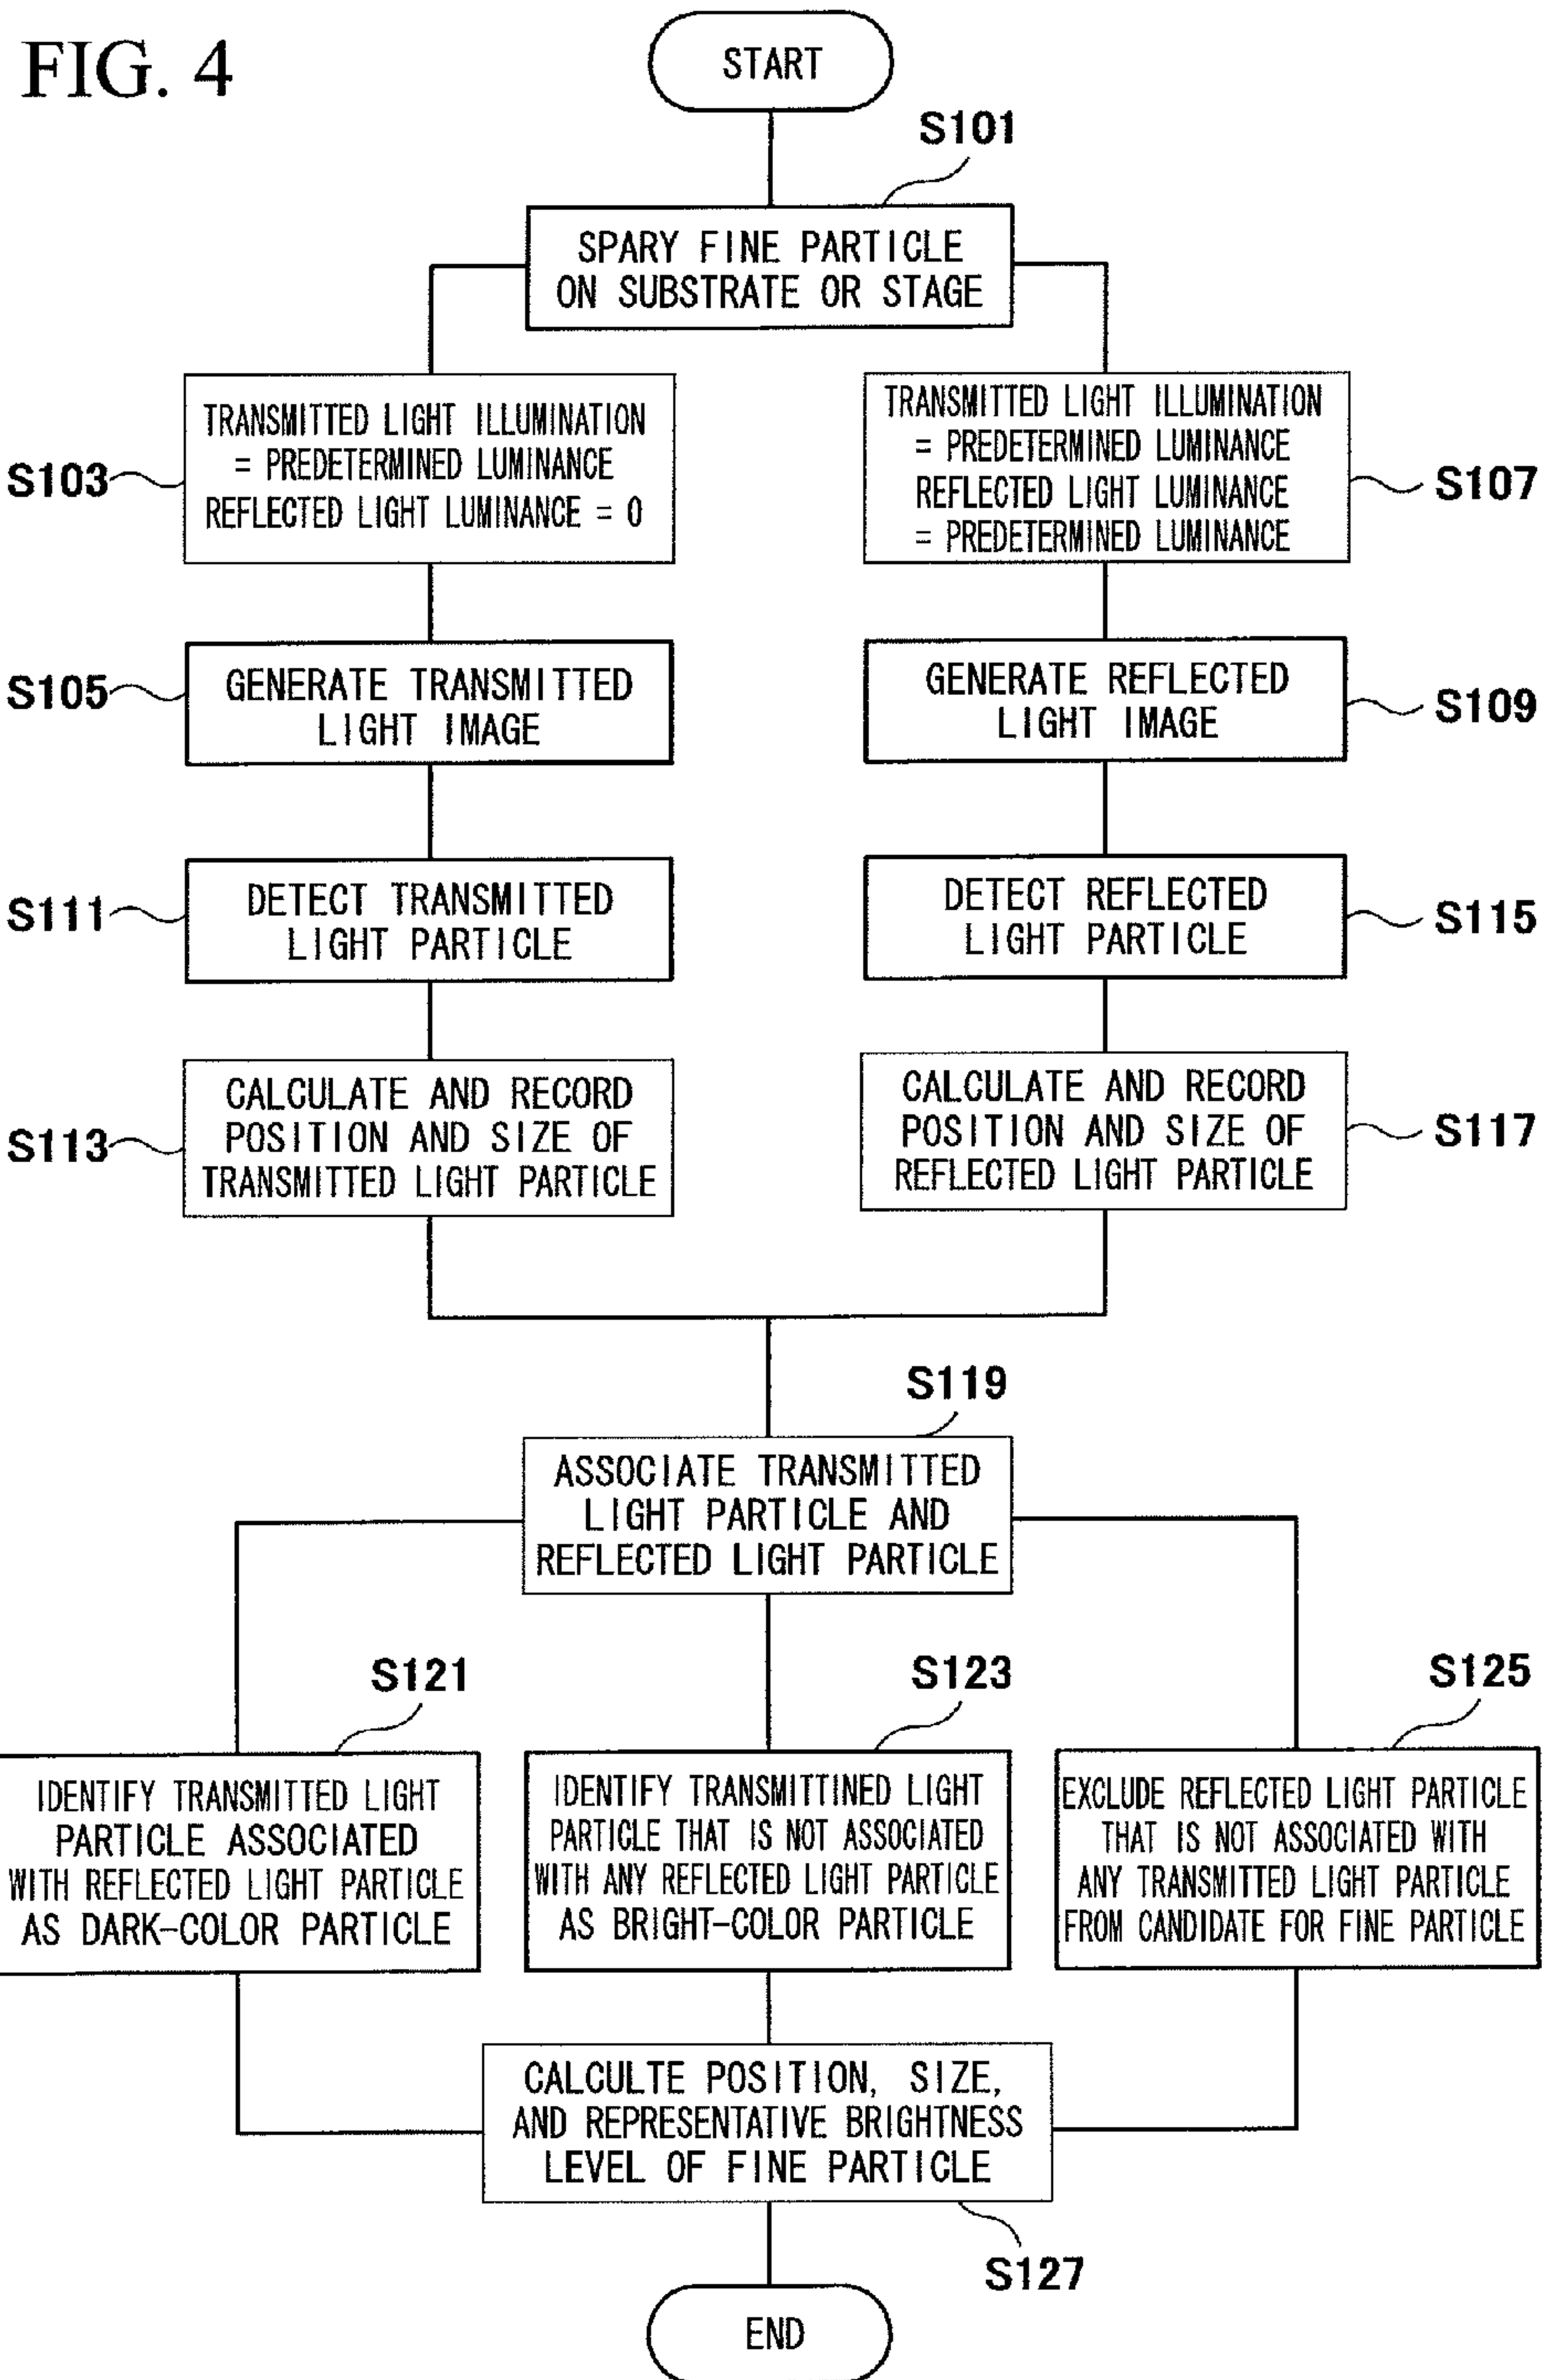 FIG. 4
START
S101
SPARY FINE PARTICLE
ON SUBSTRATE OR STAGE
S103
TRANSMITTED LIGHT ILLUMINATION
= PREDETERMINED LUMINANCE
REFLECTED LIGHT LUMINANCE = 0
TRANSMITTED LIGHT ILLUMINATION
= PREDETERMINED LUMINANCE
REFLECTED LIGHT LUMINANCE
= PREDETERMINED LUMINANCE
S107
S105
GENERATE TRANSMITTED
LIGHT IMAGE
GENERATE REFLECTED
LIGHT IMAGE
S109
S111
DETECT TRANSMITTED
LIGHT PARTICLE
DETECT REFLECTED
LIGHT PARTICLE
S115
S113
CALCULATE AND RECORD
POSITION AND SIZE OF
TRANSMITTED LIGHT PARTICLE
CALCULATE AND RECORD
POSITION AND SIZE OF
REFLECTED LIGHT PARTICLE
S117
S119
ASSOCIATE TRANSMITTED
LIGHT PARTICLE AND
REFLECTED LIGHT PARTICLE
S121
IDENTIFY TRANSMITTED LIGHT
PARTICLE ASSOCIATED
WITH REFLECTED LIGHT PARTICLE
AS DARK-COLOR PARTICLE
S123
IDENTIFY TRANSMITTINED LIGHT
PARTICLE THAT IS NOT ASSOCIATED
WITH ANY REFLECTED LIGHT PARTICLE
AS BRIGHT-COLOR PARTICLE
S125
EXCLUDE REFLECTED LIGHT PARTICLE
THAT IS NOT ASSOCIATED WITH
ANY TRANSMITTED LIGHT PARTICLE
FROM CANDIDATE FOR FINE PARTICLE
CALCULTE POSITION, SIZE,
AND REPRESENTATIVE BRIGHTNESS
LEVEL OF FINE PARTICLE
S127
END